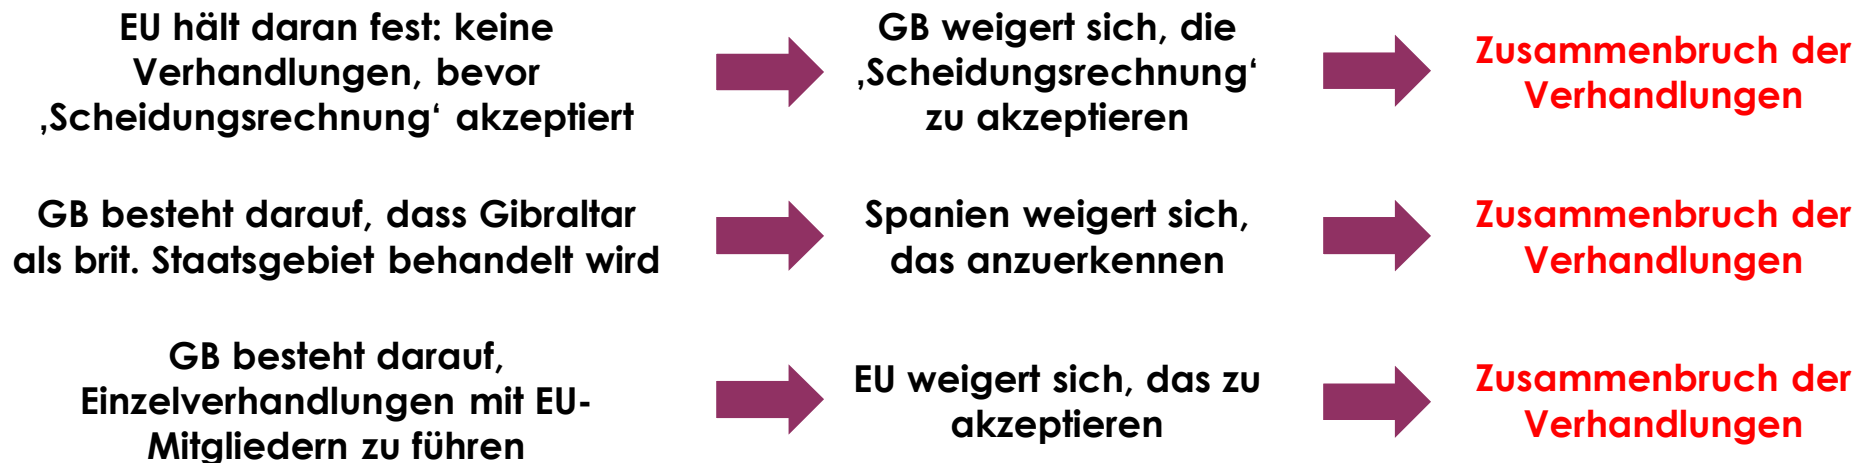 EU hält daran fest: keine
Verhandlungen, bevor
‚Scheidungsrechnung‘ akzeptiert
GB weigert sich, die
‚Scheidungsrechnung‘
zu akzeptieren
Zusammenbruch der
Verhandlungen
GB besteht darauf, dass Gibraltar
als brit. Staatsgebiet behandelt wird
Spanien weigert sich,
das anzuerkennen
Zusammenbruch der
Verhandlungen
GB besteht darauf,
Einzelverhandlungen mit EU-
Mitgliedern zu führen
EU weigert sich, das zu
akzeptieren
Zusammenbruch der
Verhandlungen